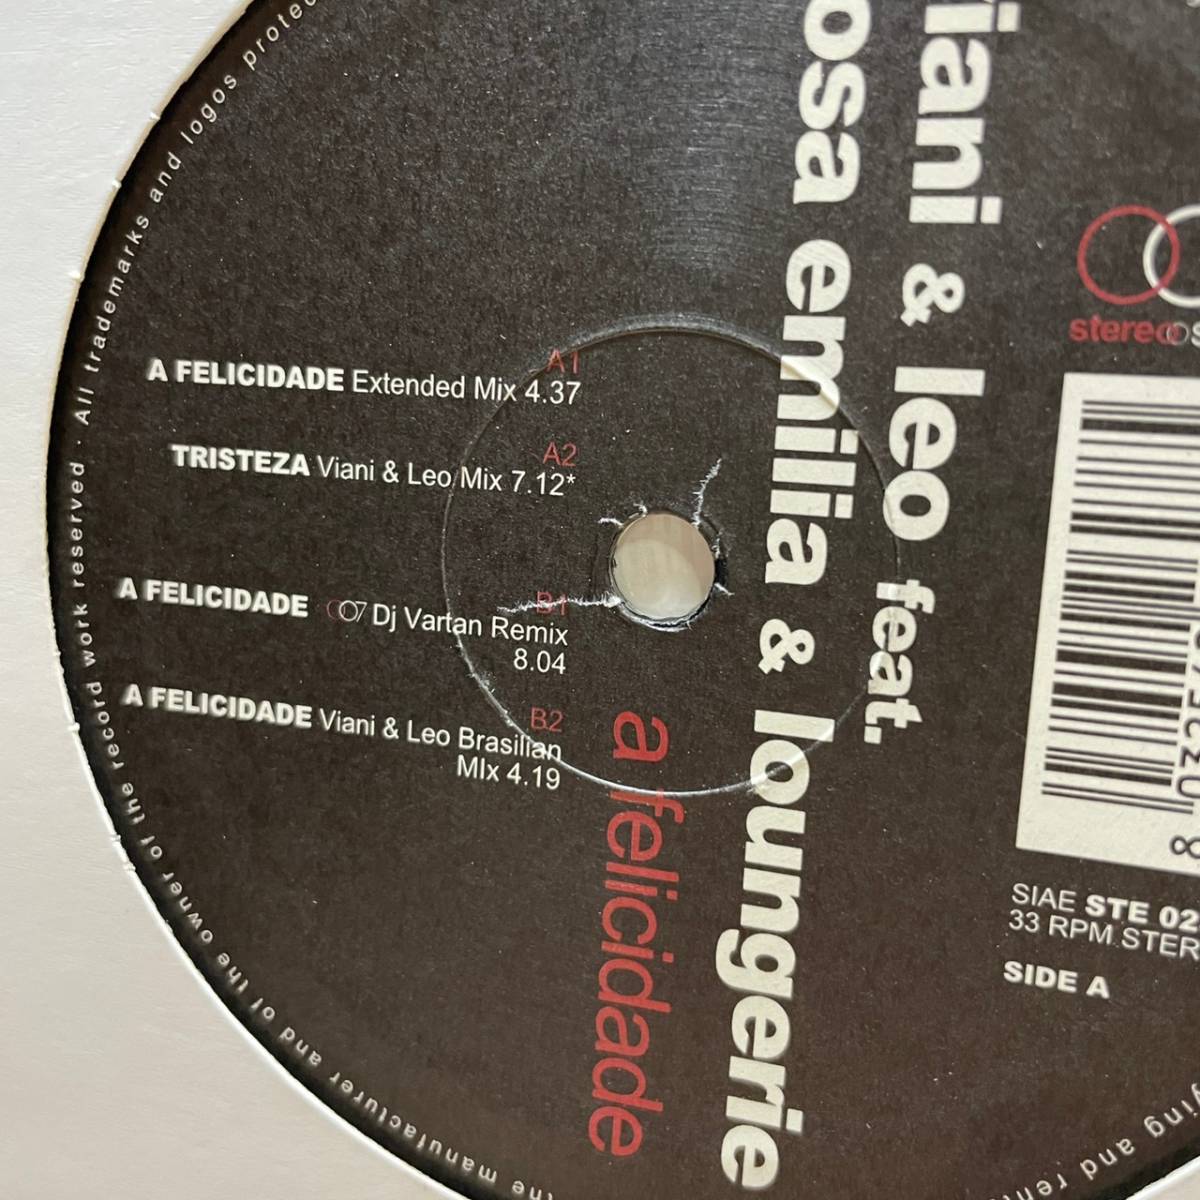 A1
A FELICIDADE Extended Mix 4.37
A2
TRISTEZA Viani & Leo Mix 7.12*
B1
A FELICIDADE 007 Dj Vartan Remix
8.04
B2
A FELICIDADE Viani & Leo Brasilian
MIx 4.19
iani & leo feat.
osa emilia & loungerie
a felicidade
stereo
SIAE STE 02
33 RPM STER
SIDE A
the manufacturer and of the owner of the record work reserved · All trademarks and logos protec
ying and